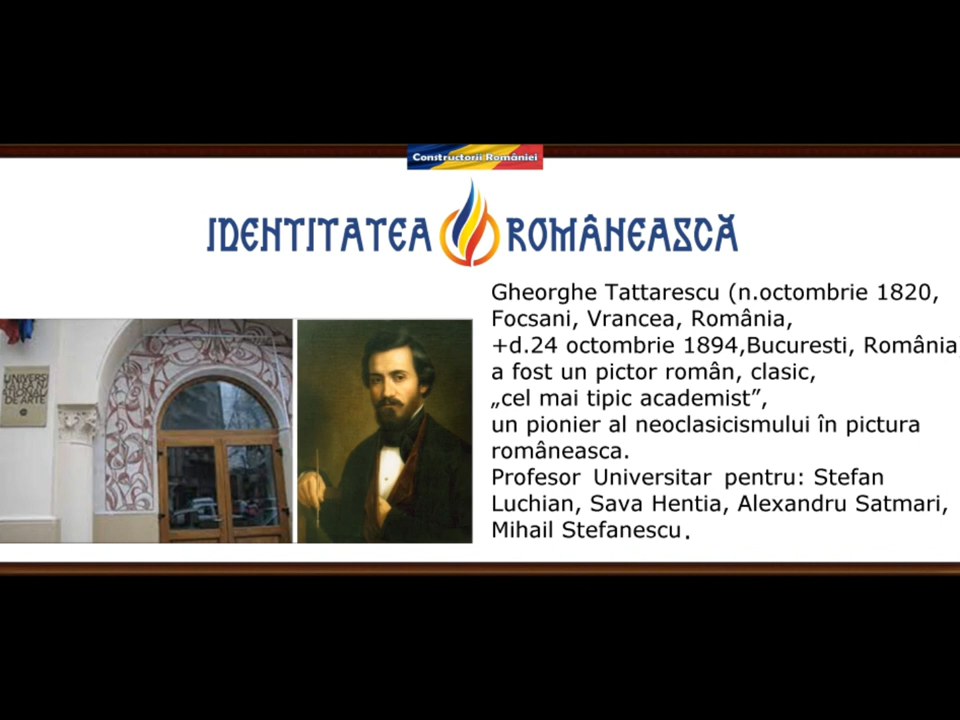 Constructorii României
IDENTITATEA ROMÂNEASCĂ
Gheorghe Tattarescu (n.octombrie 1820,
Focsani, Vrancea, România,
+d.24 octombrie 1894,Bucuresti, România,
a fost un pictor român, clasic,
„cel mai tipic academist”,
un pionier al neoclasicismului în pictura
româneasca.
Profesor Universitar pentru: Stefan
Luchian, Sava Hentia, Alexandru Satmari,
Mihail Stefanescu.
DE ARTE